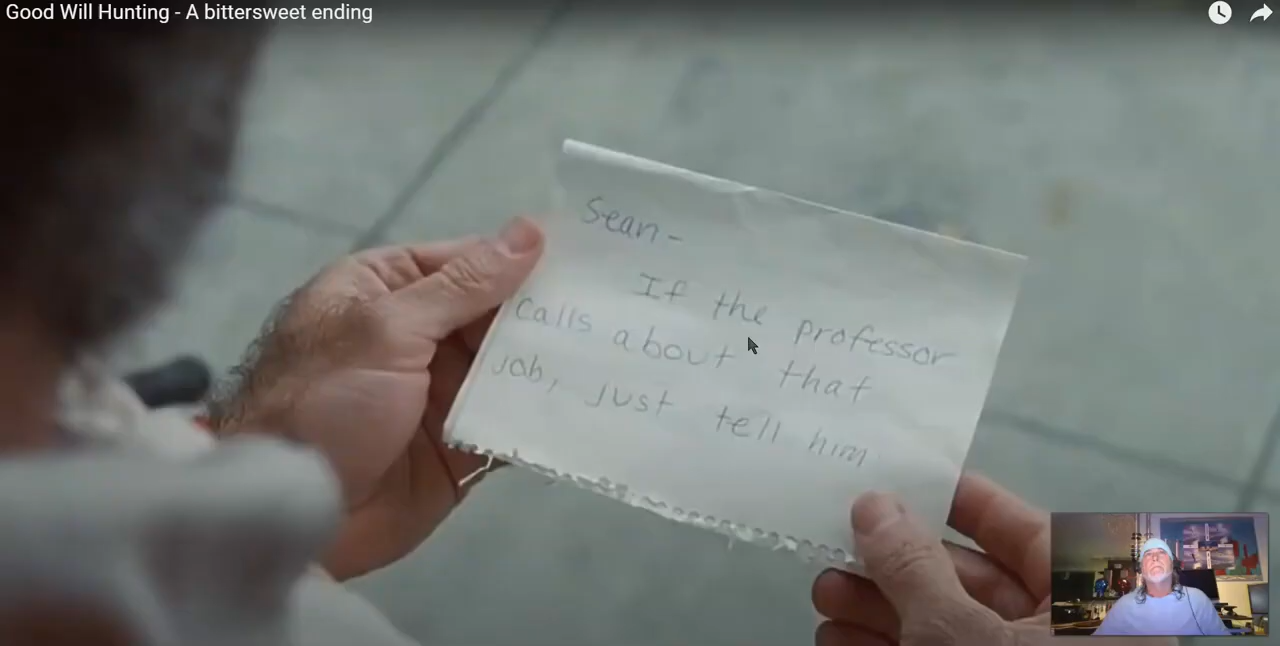 Good Will Hunting - A bittersweet ending
Sean-
If the professor
calls about that
job, just tell him